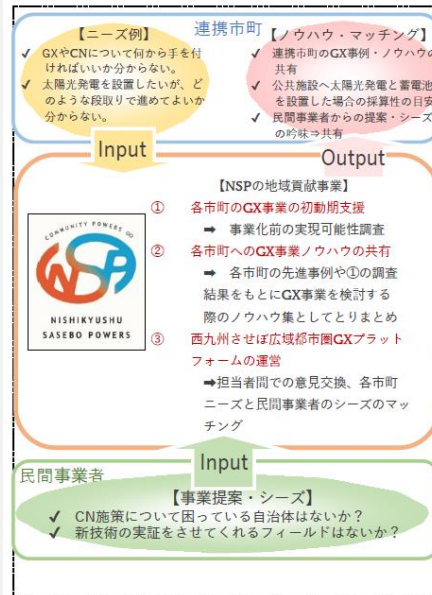 連携市町
【ニーズ例】
✓ GXやCNについて何から手を付
ければいいか分からない。
✓ 太陽光発電を設置したいが、ど
のような段取りで進めてよいか
分からない。
【ノウハウ・マッチング】
✓ 連携市町のGX事例・ノウハウの
共有
✓ 公共施設へ太陽光発電と蓄電池
を設置した場合の採算性の目安
✓ 民間事業者からの提案・シーズ
の吟味⇒共有
Input
Output
【NSPの地域貢献事業】
① 各市町のGX事業の初動期支援
➡ 事業化前の実現可能性調査
② 各市町へのGX事業ノウハウの共有
➡ 各市町の先進事例や①の調査
結果をもとにGX事業を検討する
際のノウハウ集としてとりまとめ
③ 西九州させぼ広域都市圏GXプラット
フォームの運営
➡担当者間での意見交換、各市町
ニーズと民間事業者のシーズのマッ
チング
COMMUNITY POWERS
NSP
NISHIKYUSHU
SASEBO POWERS
Input
民間事業者
【事業提案・シーズ】
✓ CN施策について困っている自治体はないか？
✓ 新技術の実証をさせてくれるフィールドはないか？